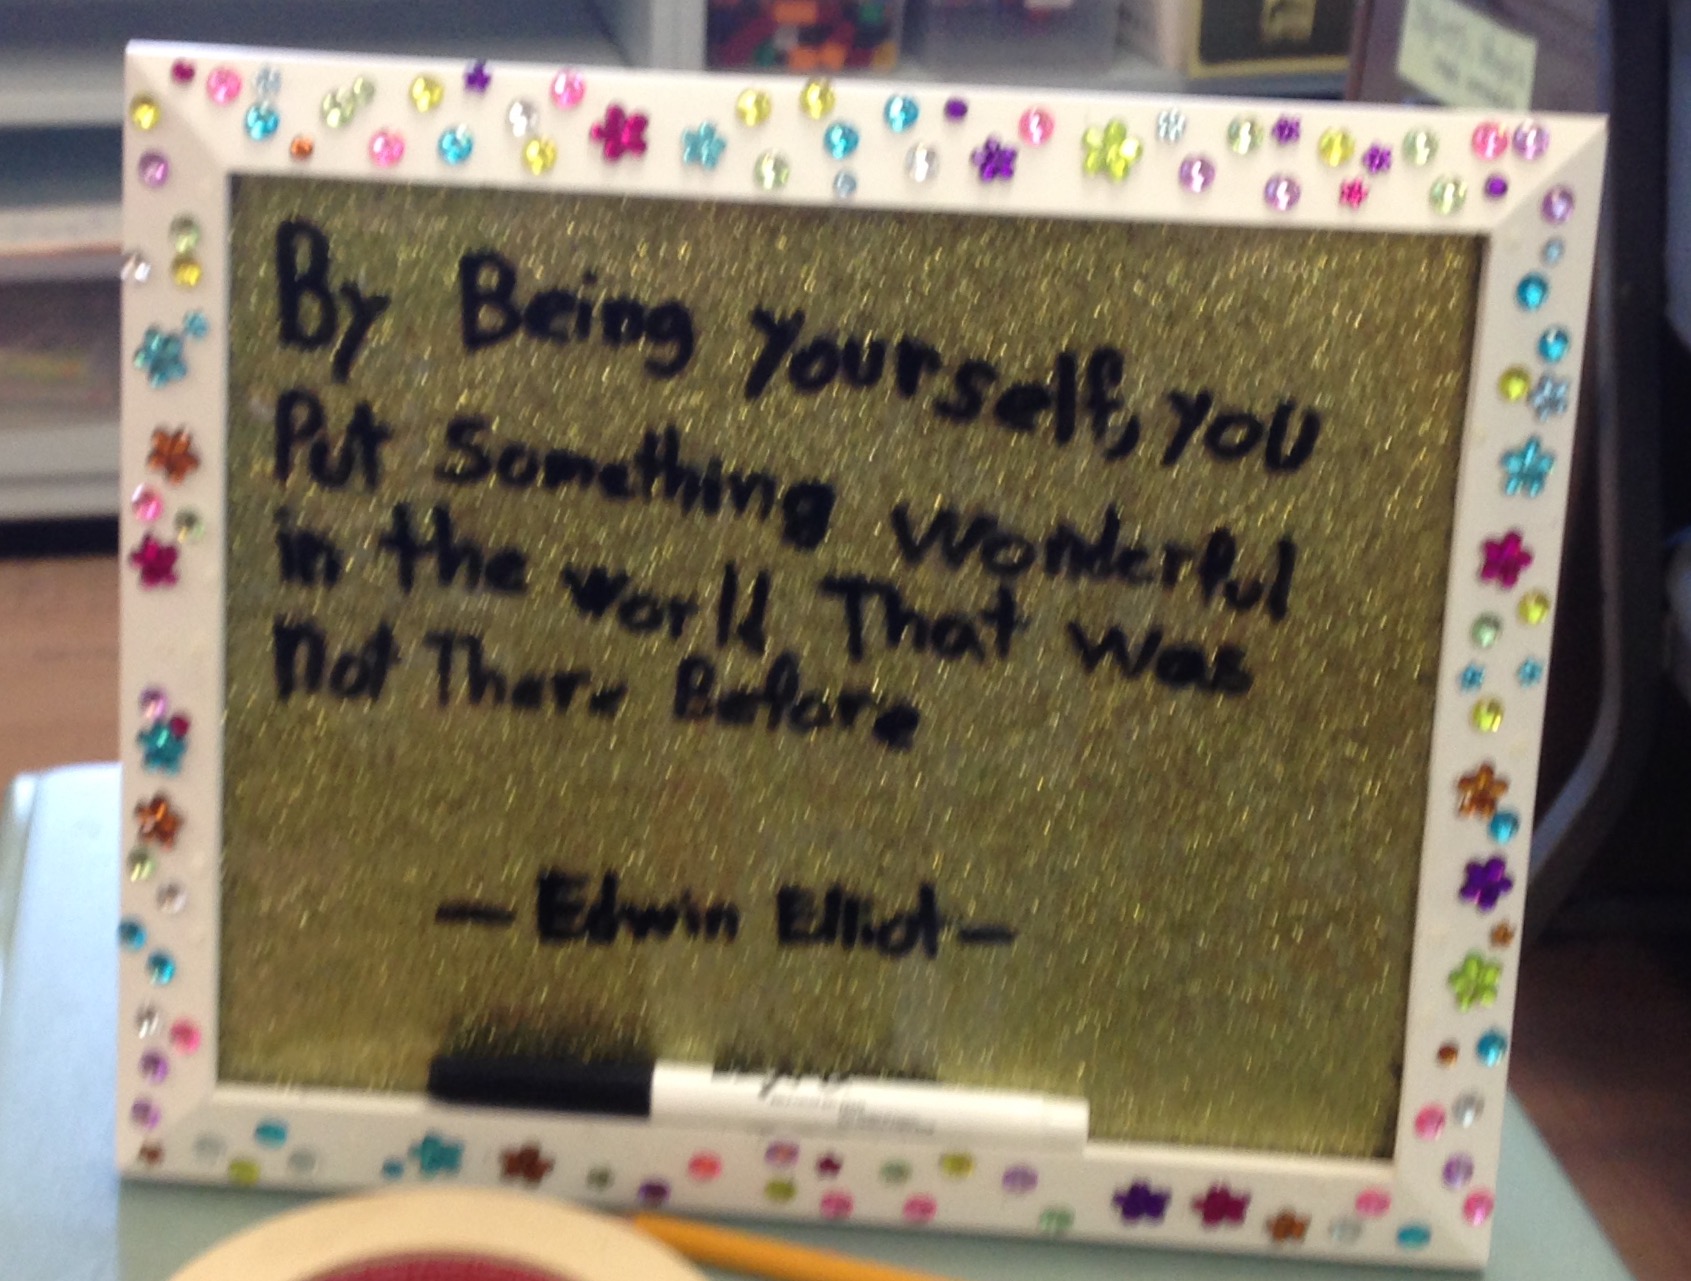 By Being yourself, you
Put Something Wonderful
in the world That Was
not There Before
— Edwin Elliot —